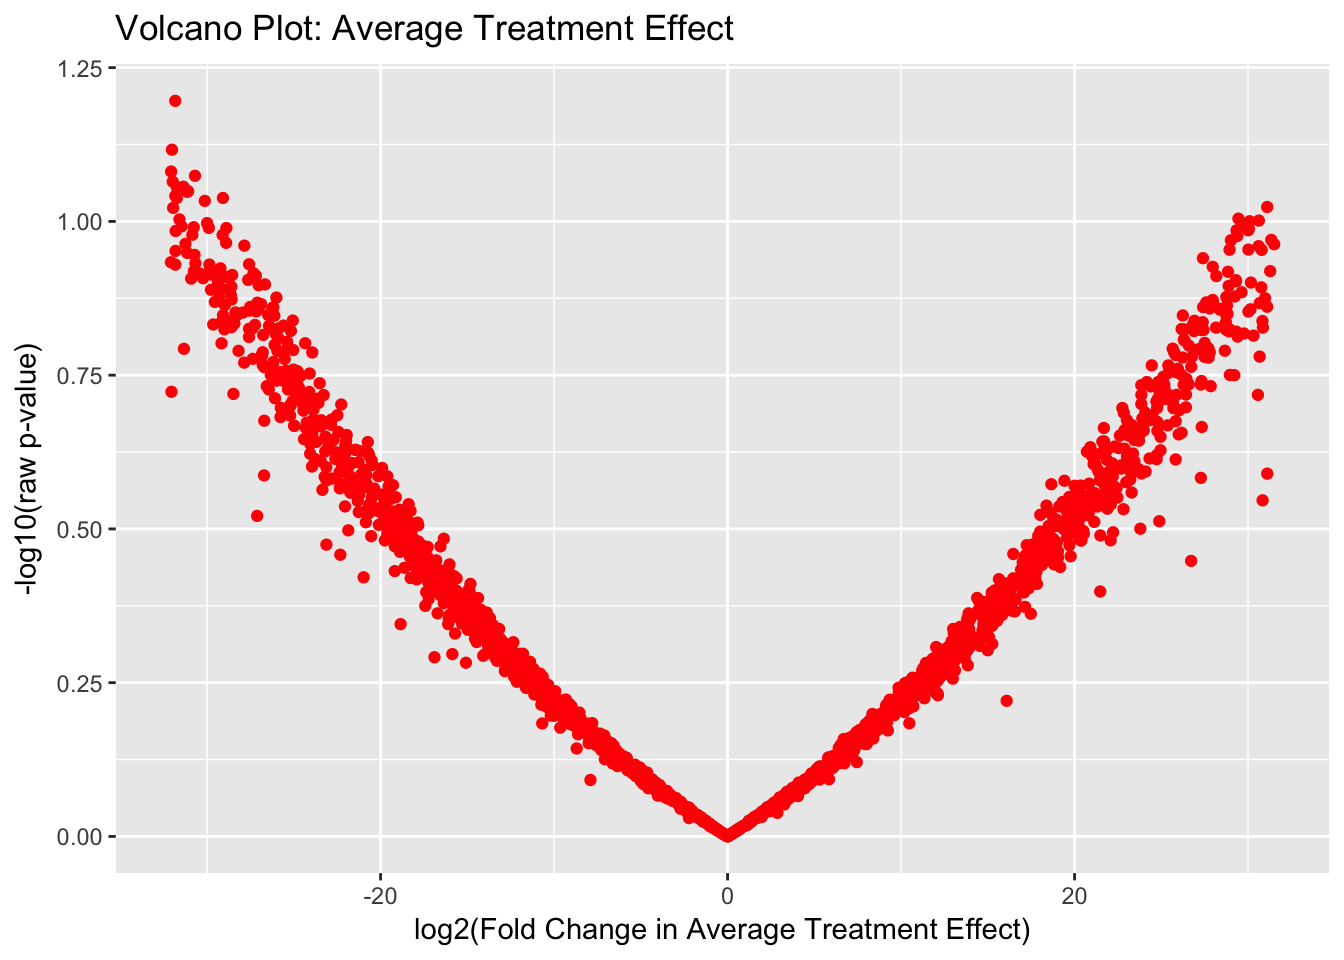 Volcano Plot: Average Treatment Effect
1.25
1.00
0.75
0.50
0.25
0.00
-log10(raw p-value)
-20 0 20
log2(Fold Change in Average Treatment Effect)